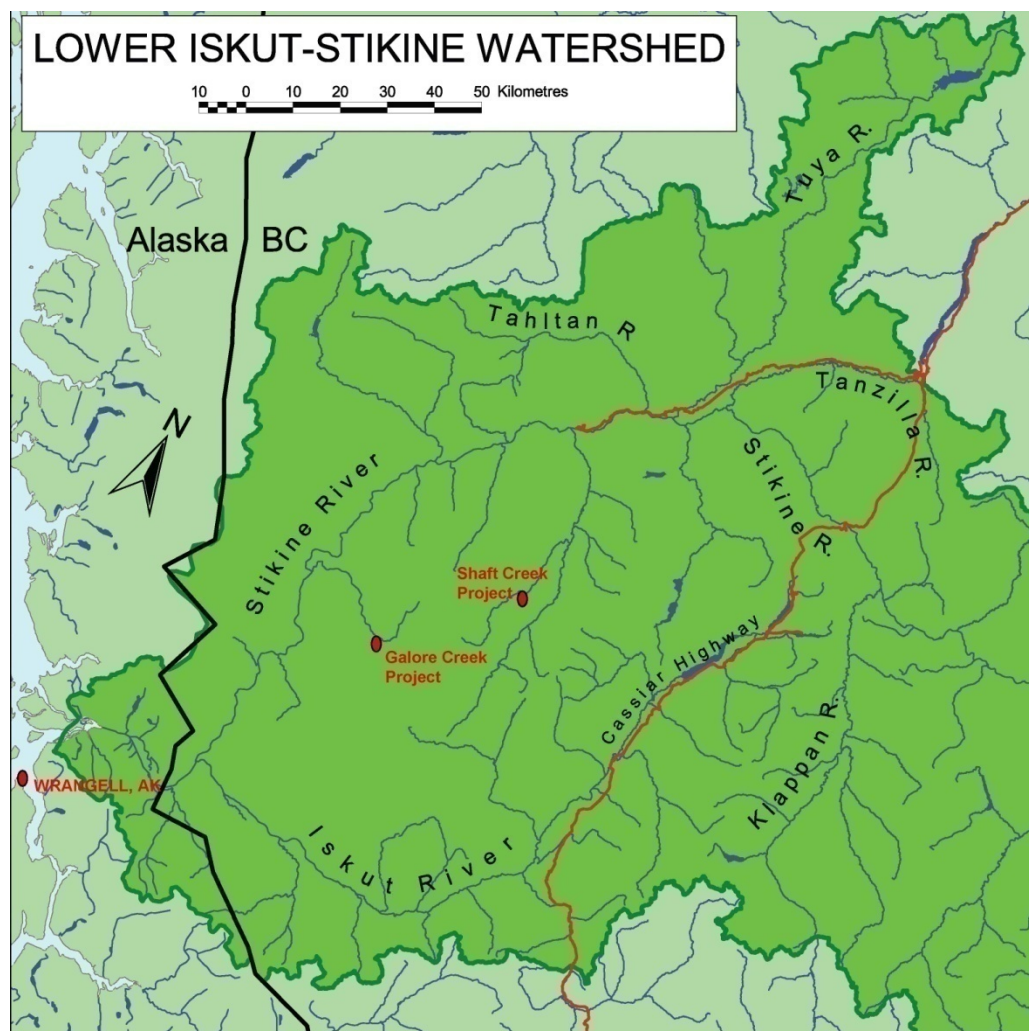 LOWER ISKUT-STIKINE WATERSHED
10 0 10 20 30 40 50 Kilometres
Tuya R.
Alaska BC
Tahltan R
N
Tanzilla R.
Stikine River
Stikine R.
Shaft Creek
Project
Galore Creek
Project
Cassiar Highway
Klappan R.
WRANGELL, AK
Iskut River